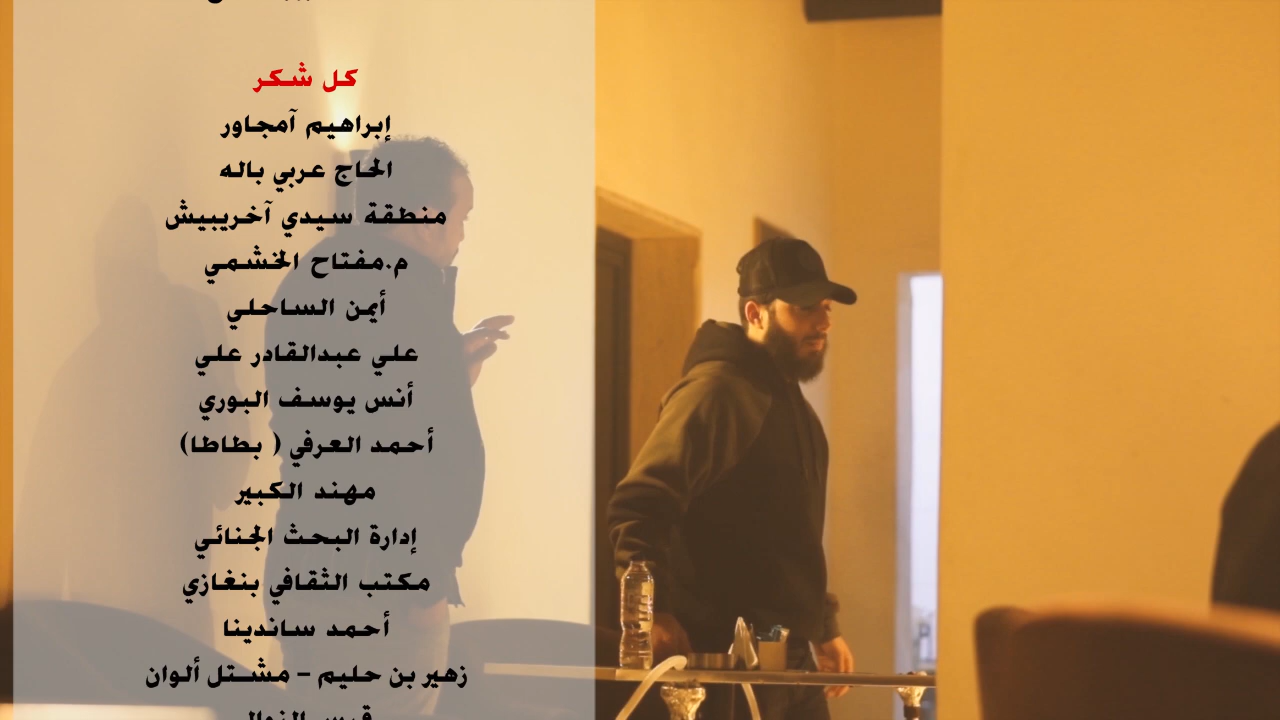 كل شكر
إبراهيم آمجاور
الحاج عربي باله
منطقة سيدي آخريبيش
م.مفتاح الخشمي
أيمن الساحلي
علي عبدالقادر علي
أنس يوسف البوري
أحمد العرفي ( بطاطا)
مهند الكبير
إدارة البحث الجنائي
مكتب الثقافي بنغازي
أحمد ساندينا
زهير بن حليم – مشتل ألوان